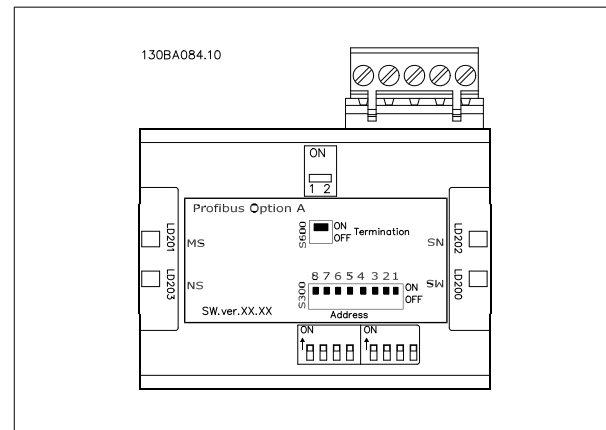 130BA084.10
ON
1 2
Profibus Option A
LD201
MS
S600
ON
OFF
Termination
SN
LD202
LD203
NS
S300
8 7 6 5 4 3 2 1
ON
OFF
SW
LD200
SW.ver.XX.XX
Address
ON
ON